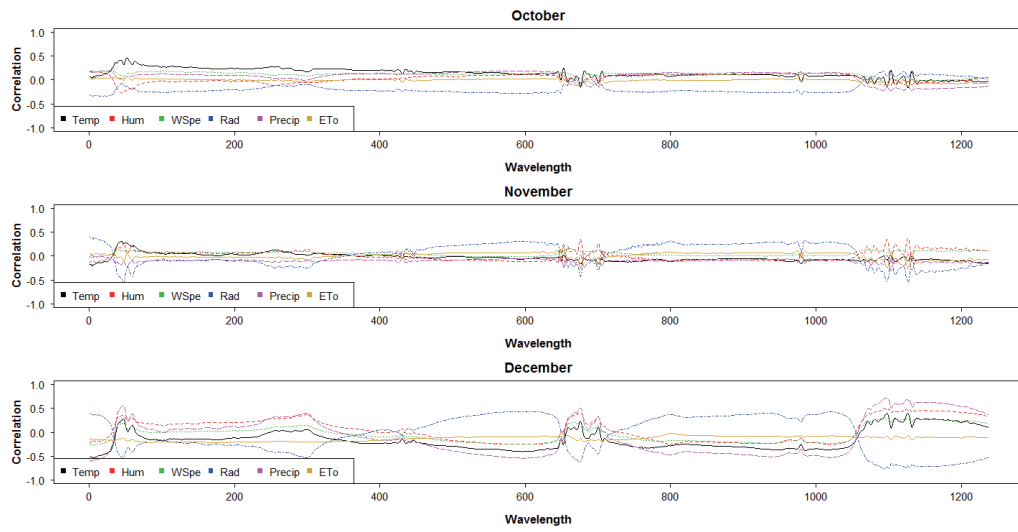 October
1.0
0.5
0.0
-0.5
-1.0
Correlation
Temp Hum WSpe Rad Precip ETo
0 200 400 600 800 1000 1200
Wavelength
November
1.0
0.5
0.0
-0.5
-1.0
Correlation
Temp Hum WSpe Rad Precip ETo
0 200 400 600 800 1000 1200
Wavelength
December
1.0
0.5
0.0
-0.5
-1.0
Correlation
Temp Hum WSpe Rad Precip ETo
0 200 400 600 800 1000 1200
Wavelength